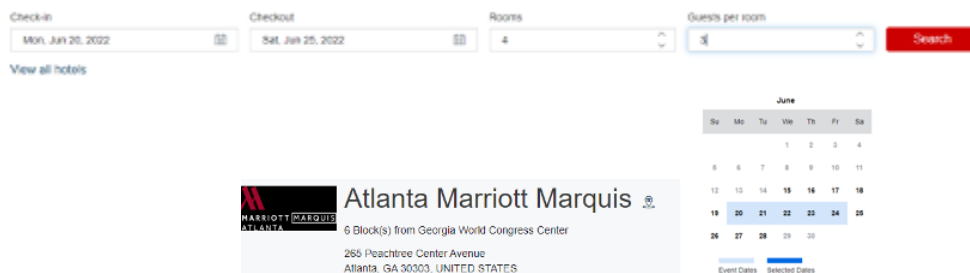 Check-in Checkout Rooms Guests per room
Mon, Jun 20, 2022 Sat, Jun 25, 2022 4 3 Search
View all hotels
June
Su Mo Tu We Th Fr Sa
1 2 3 4
5 6 7 8 9 10 11
12 13 14 15 16 17 18
19 20 21 22 23 24 25
26 27 28 29 30
Event Dates Selected Dates
MARRIOTT MARQUIS
ATLANTA
Atlanta Marriott Marquis
6 Block(s) from Georgia World Congress Center
265 Peachtree Center Avenue
Atlanta, GA 30303, UNITED STATES